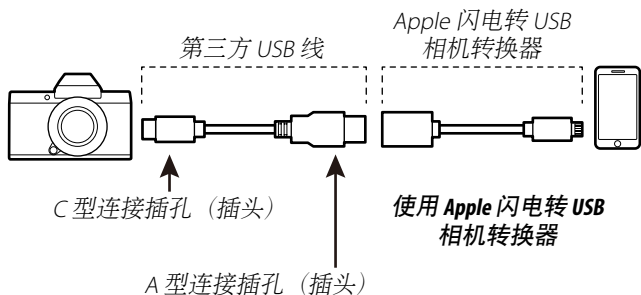 第三方 USB 线
Apple 闪电转 USB
相机转换器
C 型连接插孔（插头）
A 型连接插孔（插头）
使用 Apple 闪电转 USB
相机转换器